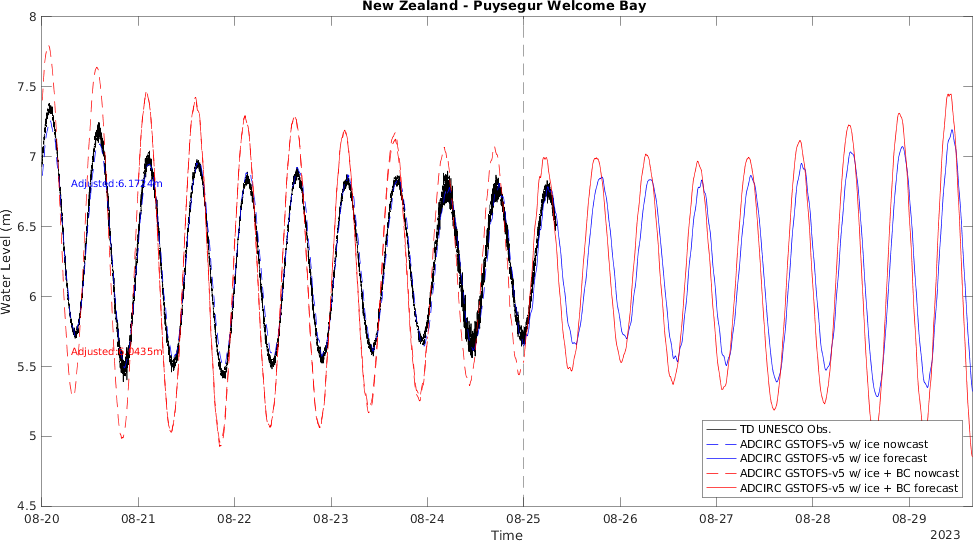 New Zealand - Puysegur Welcome Bay
8
7.5
7
6.5
6
5.5
5
4.5
Water Level (m)
Adjusted:6.1724m
TD UNESCO Obs.
ADCIRC GSTOFS-v5 w/ ice nowcast
ADCIRC GSTOFS-v5 w/ ice forecast
ADCIRC GSTOFS-v5 w/ ice + BC nowcast
ADCIRC GSTOFS-v5 w/ ice + BC forecast
08-20 08-21 08-22 08-23 08-24 08-25 08-26 08-27 08-28 08-29
Time
2023